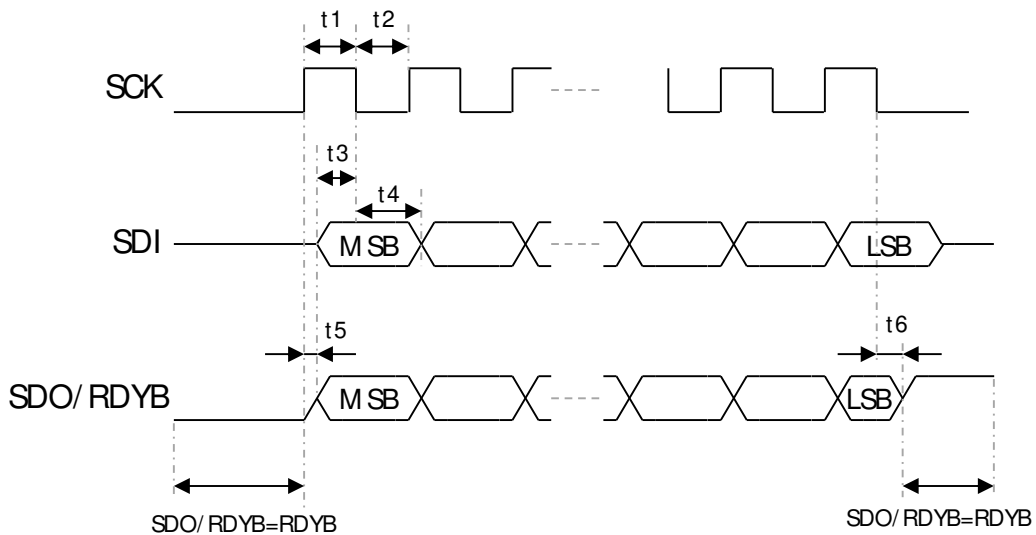 t1 t2
SCK
t3
t4
SDI MSB LSB
t5 t6
SDO/RDYB MSB LSB
SDO/RDYB=RDYB SDO/RDYB=RDYB